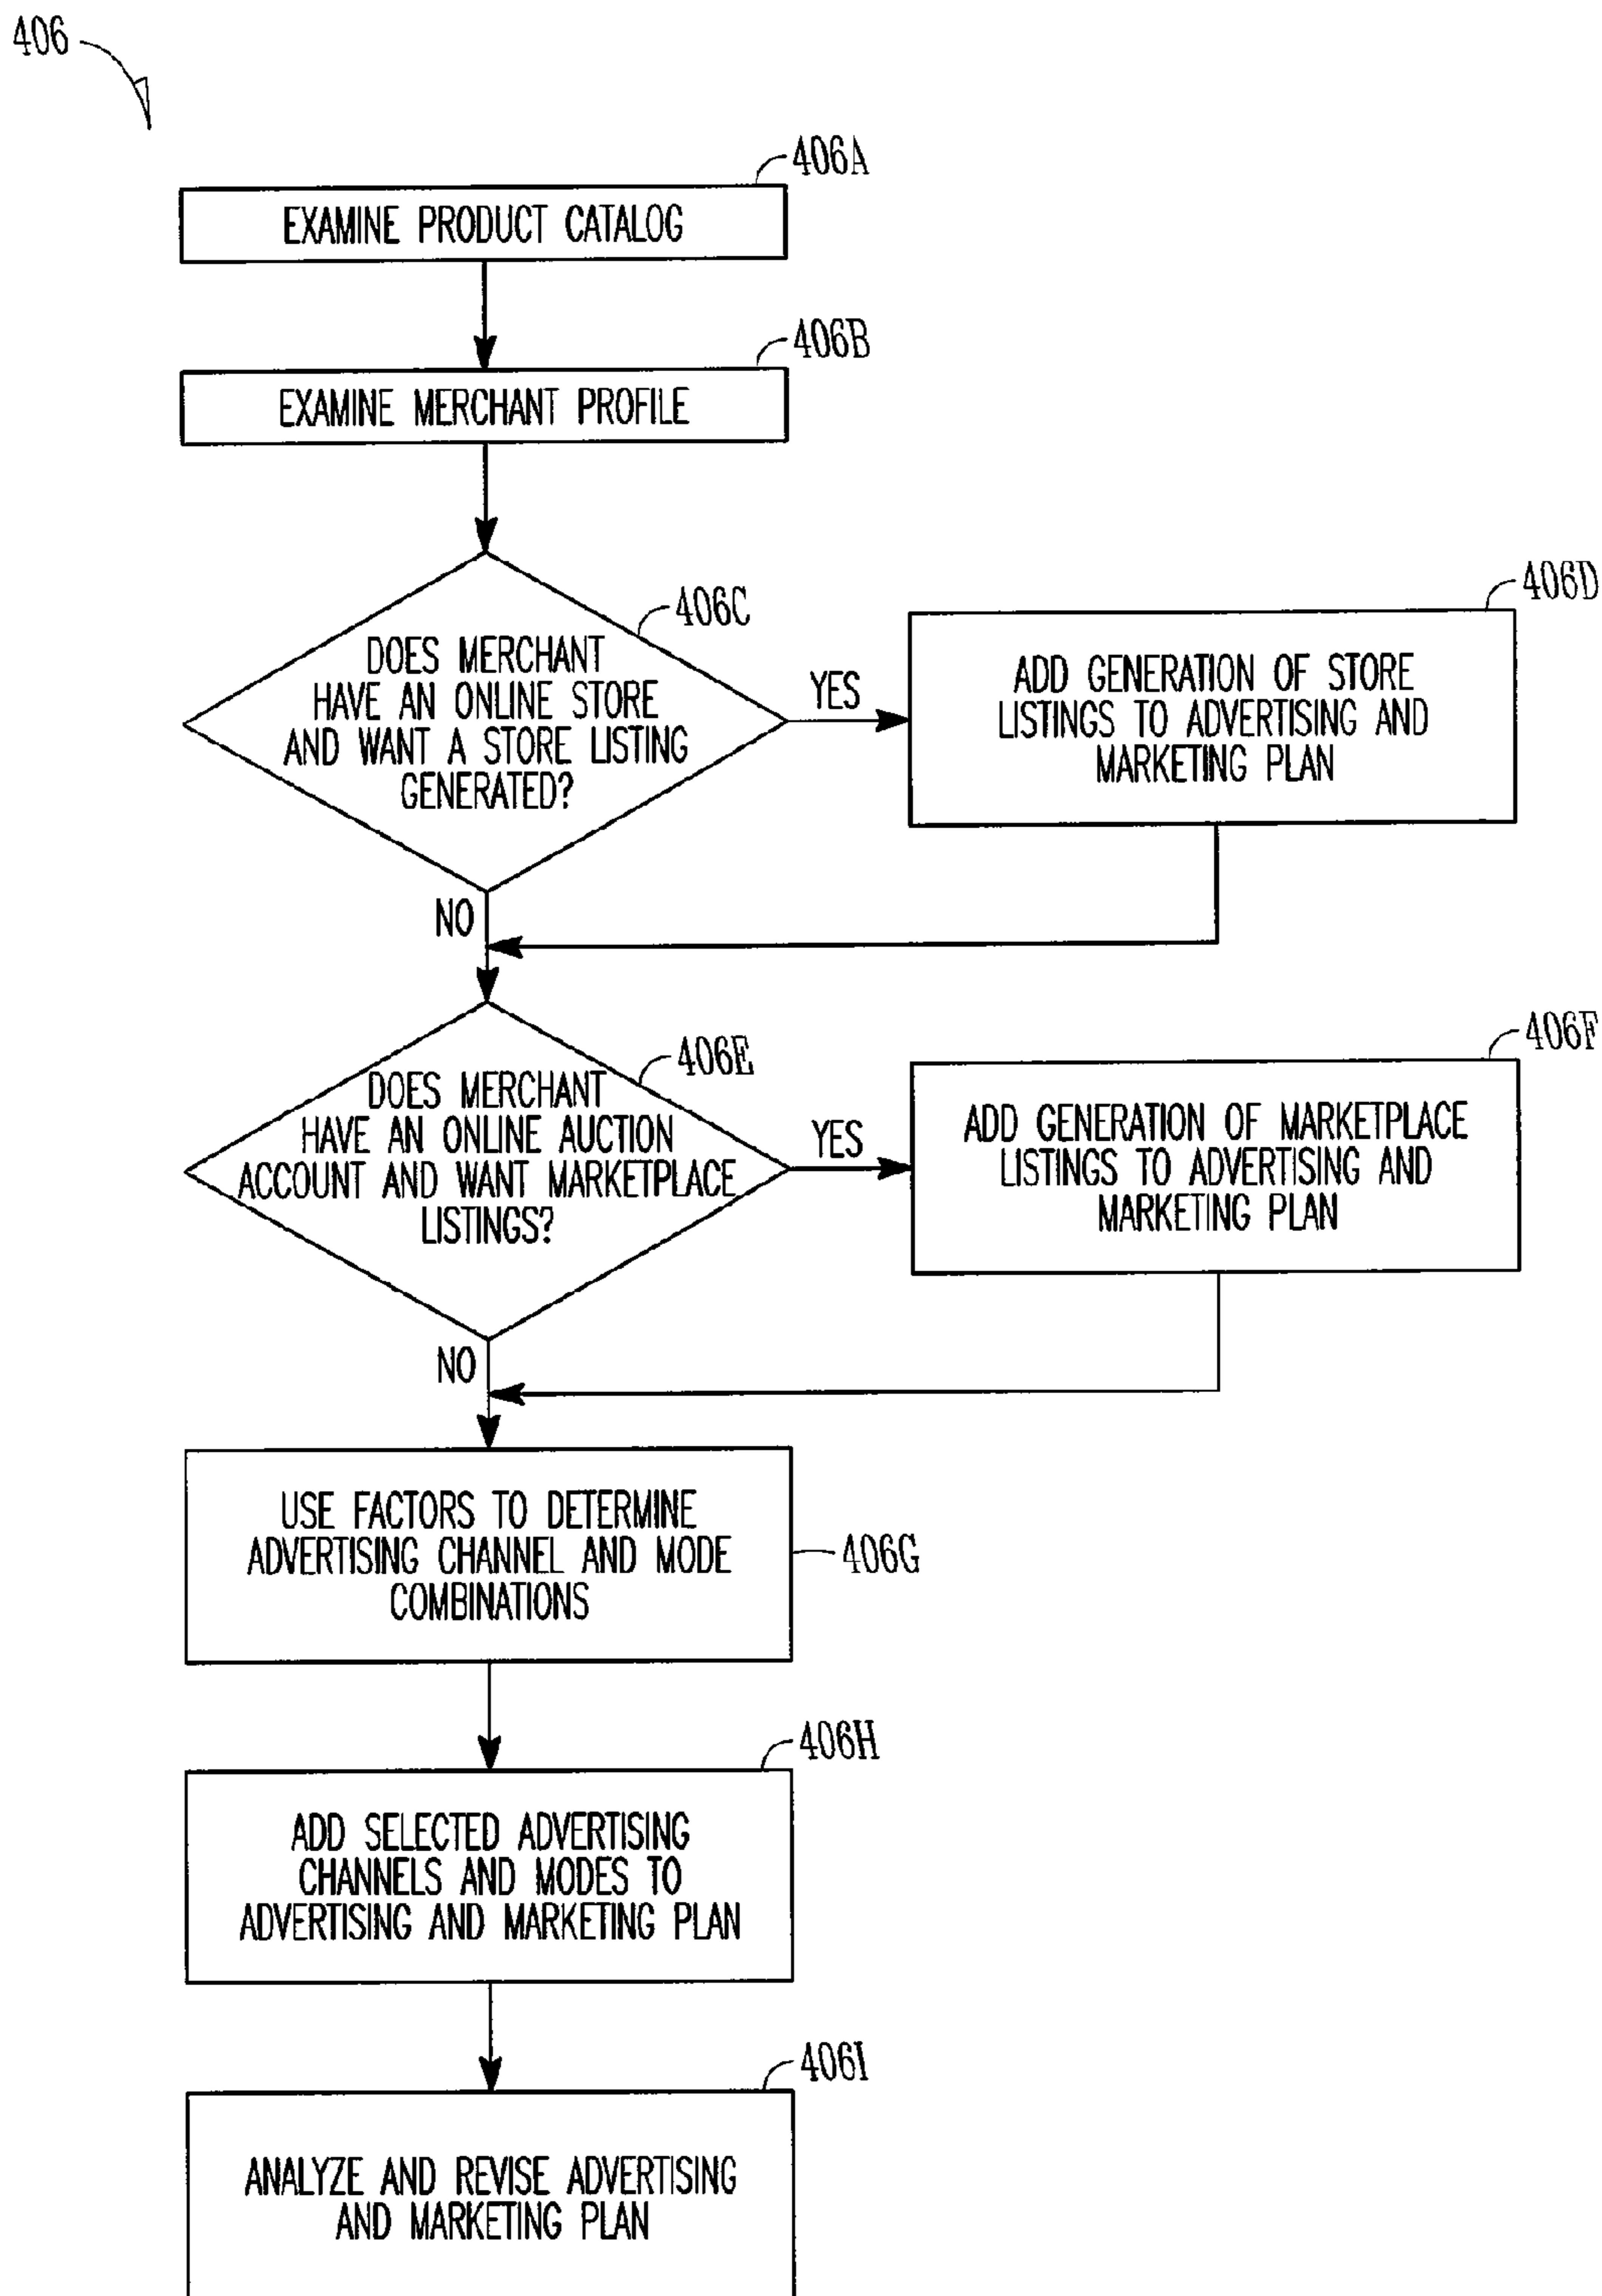 406
406A
EXAMINE PRODUCT CATALOG
406B
EXAMINE MERCHANT PROFILE
406C
DOES MERCHANT
HAVE AN ONLINE STORE
AND WANT A STORE LISTING
GENERATED?
YES
406D
ADD GENERATION OF STORE
LISTINGS TO ADVERTISING AND
MARKETING PLAN
NO
406E
DOES MERCHANT
HAVE AN ONLINE AUCTION
ACCOUNT AND WANT MARKETPLACE
LISTINGS?
YES
406F
ADD GENERATION OF MARKETPLACE
LISTINGS TO ADVERTISING AND
MARKETING PLAN
NO
USE FACTORS TO DETERMINE
ADVERTISING CHANNEL AND MODE
COMBINATIONS
406G
406H
ADD SELECTED ADVERTISING
CHANNELS AND MODES TO
ADVERTISING AND MARKETING PLAN
406I
ANALYZE AND REVISE ADVERTISING
AND MARKETING PLAN